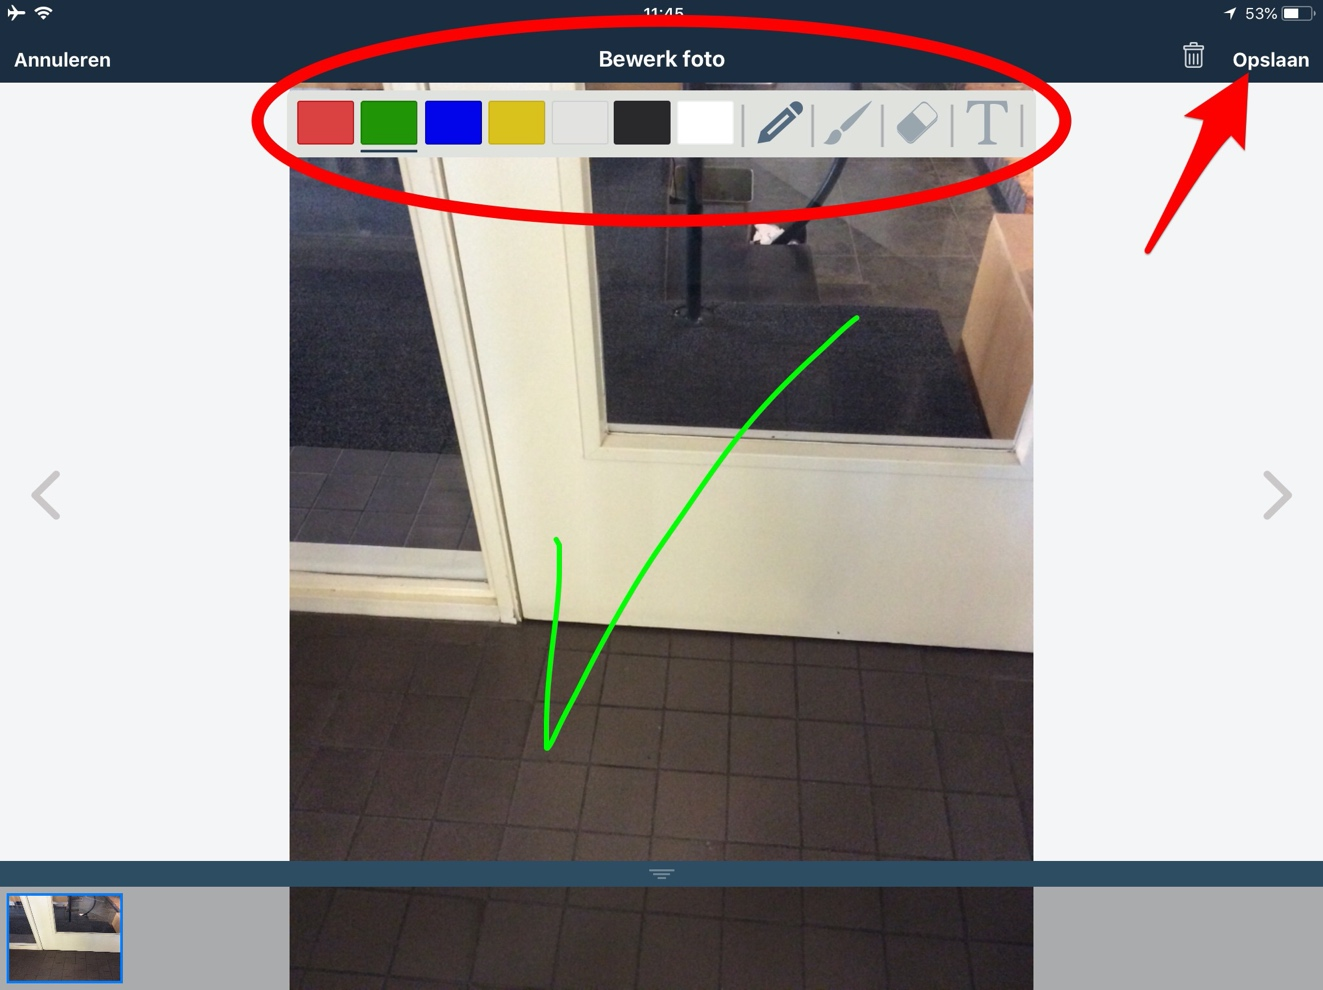 11:45
53%
Annuleren
Bewerk foto
Opslaan
T